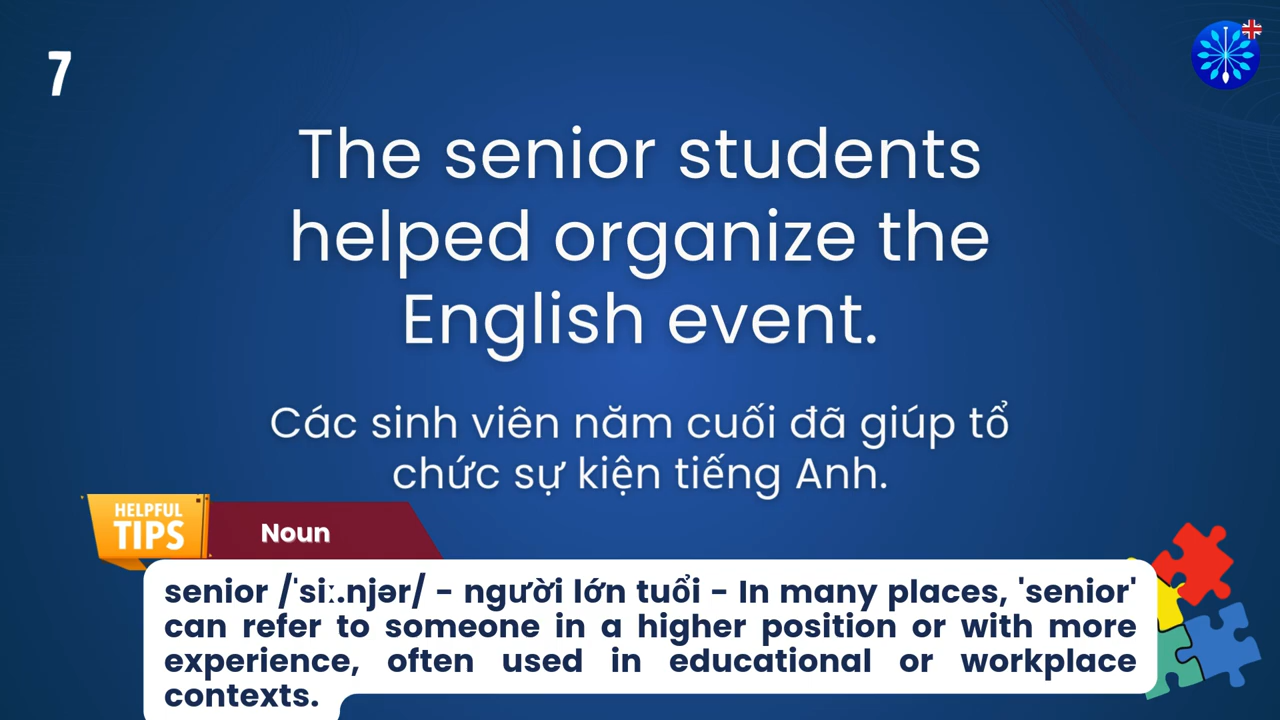 7
The senior students
helped organize the
English event.
Các sinh viên năm cuối đã giúp tổ
chức sự kiện tiếng Anh.
HELPFUL
TIPS
Noun
senior /ˈsiː.njər/ - người lớn tuổi - In many places, 'senior'
can refer to someone in a higher position or with more
experience, often used in educational or workplace
contexts.